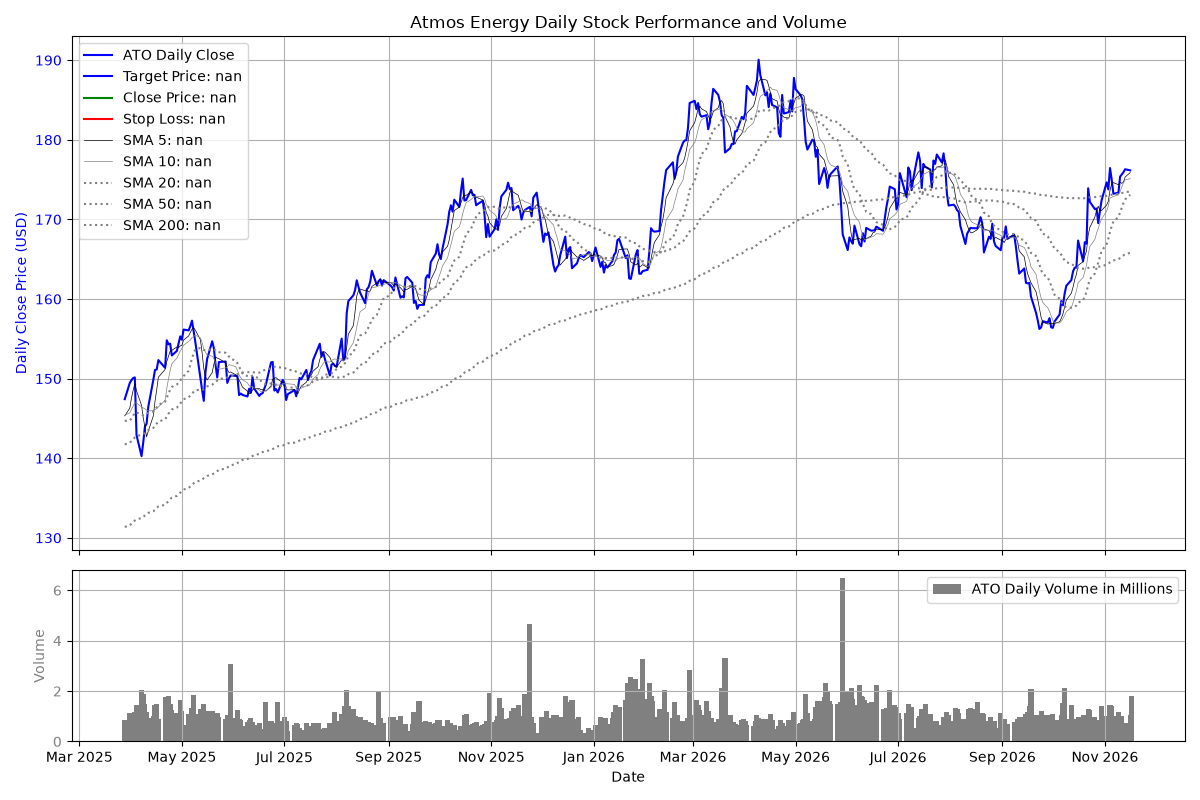 Atmos Energy Daily Stock Performance and Volume
ATO Daily Close
Target Price: nan
Close Price: nan
Stop Loss: nan
SMA 5: nan
SMA 10: nan
SMA 20: nan
SMA 50: nan
SMA 200: nan
190
180
170
160
150
140
130
Daily Close Price (USD)
ATO Daily Volume in Millions
6
4
2
0
Volume
Mar 2025 May 2025 Jul 2025 Sep 2025 Nov 2025 Jan 2026 Mar 2026 May 2026 Jul 2026 Sep 2026 Nov 2026
Date